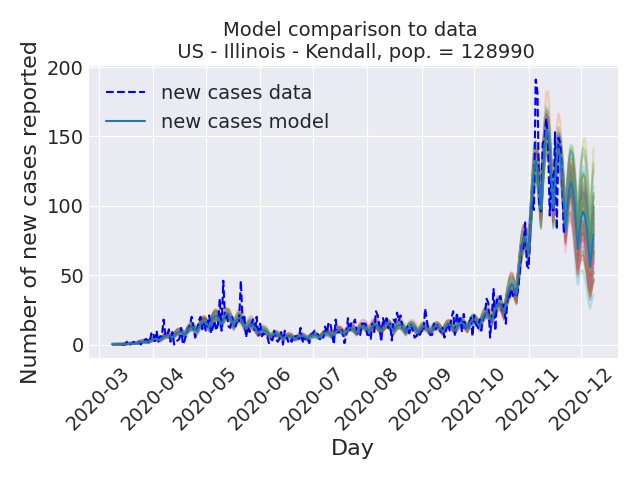 Model comparison to data
US - Illinois - Kendall, pop. = 128990
Number of new cases reported
200
150
100
50
0
new cases data
new cases model
2020-03
2020-04
2020-05
2020-06
2020-07
2020-08
2020-09
2020-10
2020-11
2020-12
Day